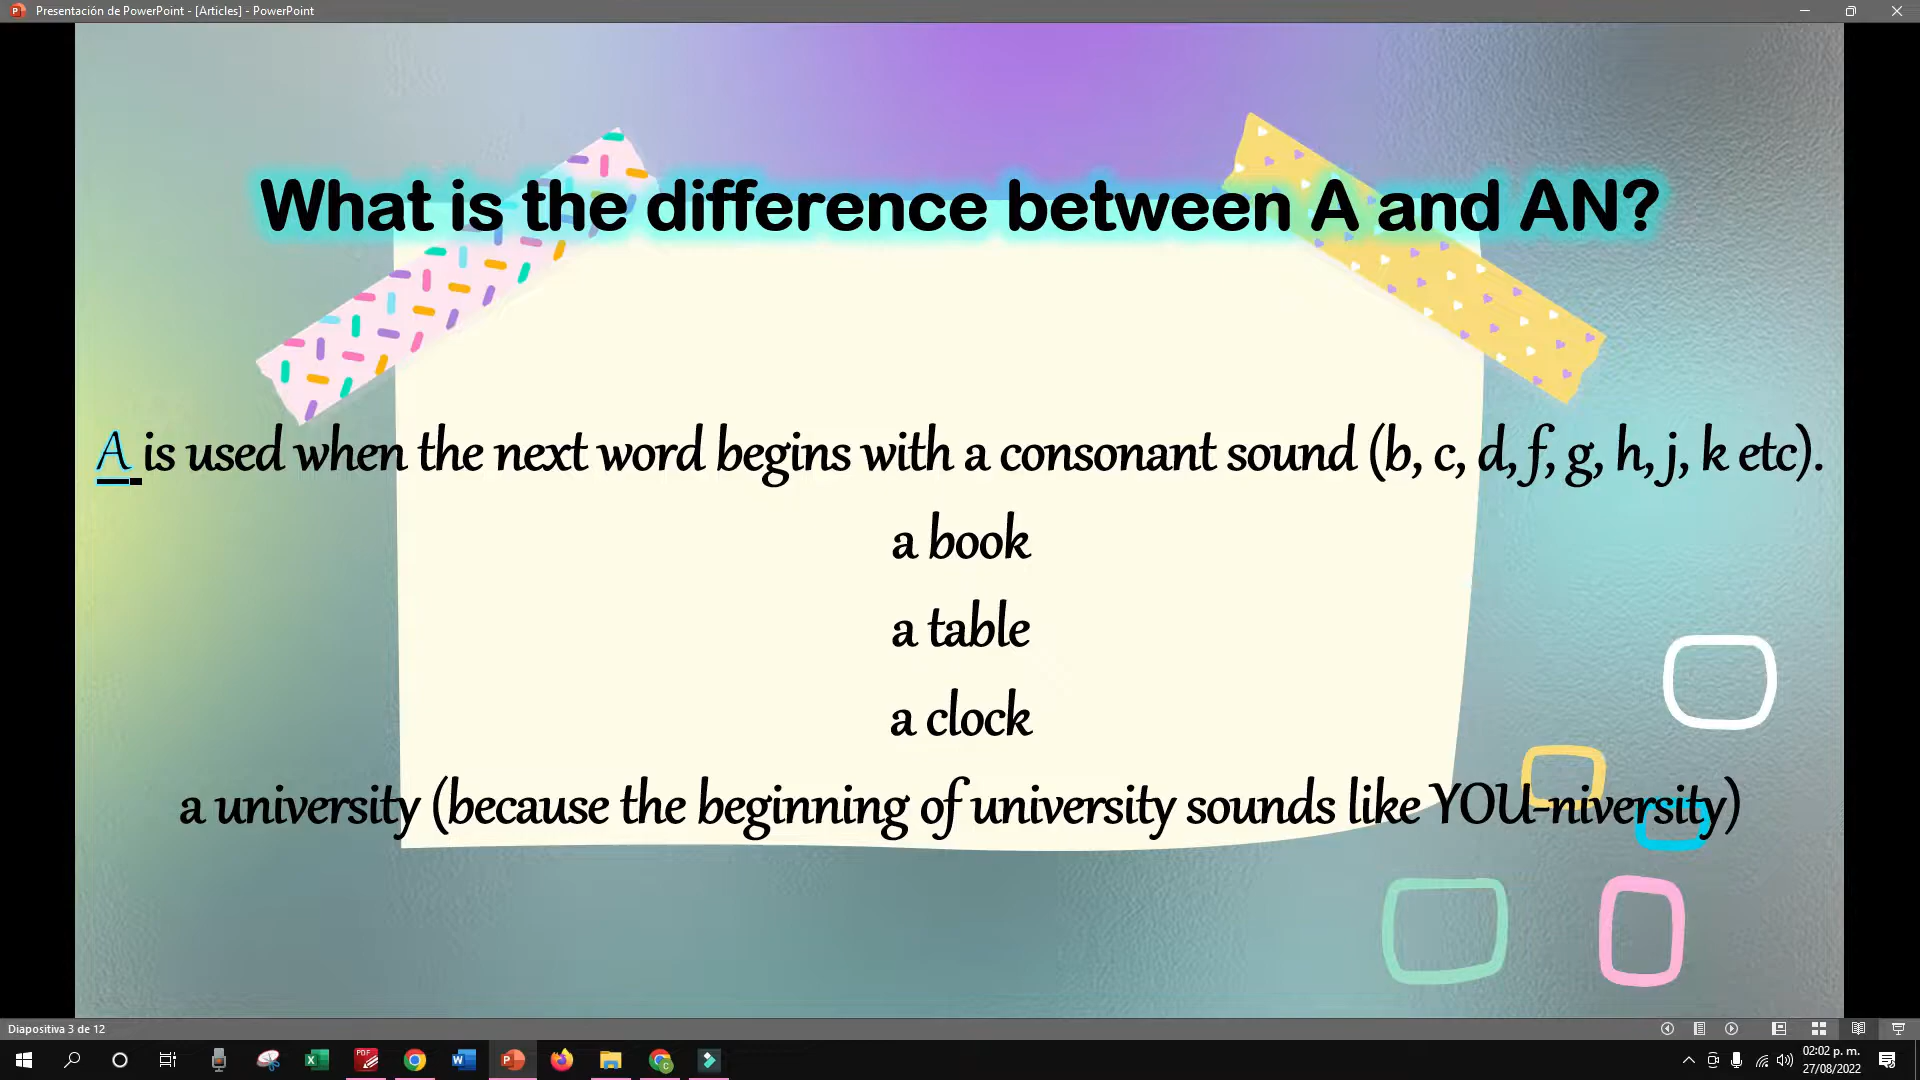 Presentación de PowerPoint - [Articles] - PowerPoint
What is the difference between A and AN?
A is used when the next word begins with a consonant sound (b, c, d, f, g, h, j, k etc).
a book
a table
a clock
a university (because the beginning of university sounds like YOU-niversity)
Diapositiva 3 de 12
02:02 p. m.
27/08/2022